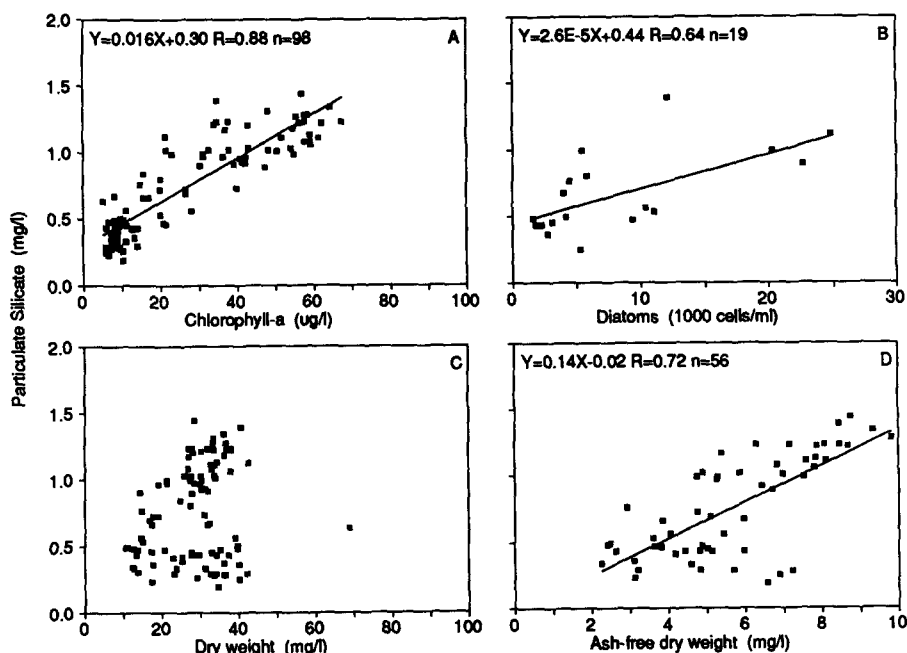 Y=0.016X+0.30 R=0.88 n=98
A
Y=2.6E-5X+0.44 R=0.64 n=19
B
2.0
1.5
1.0
0.5
0.0
0 20 40 60 80 100
Chlorophyll-a (ug/l)
0 10 20 30
Diatoms (1000 cells/ml)
Particulate Silicate (mg/l)
C
Y=0.14X-0.02 R=0.72 n=56
D
2.0
1.5
1.0
0.5
0.0
0 20 40 60 80 100
Dry weight (mg/l)
0 2 4 6 8 10
Ash-free dry weight (mg/l)